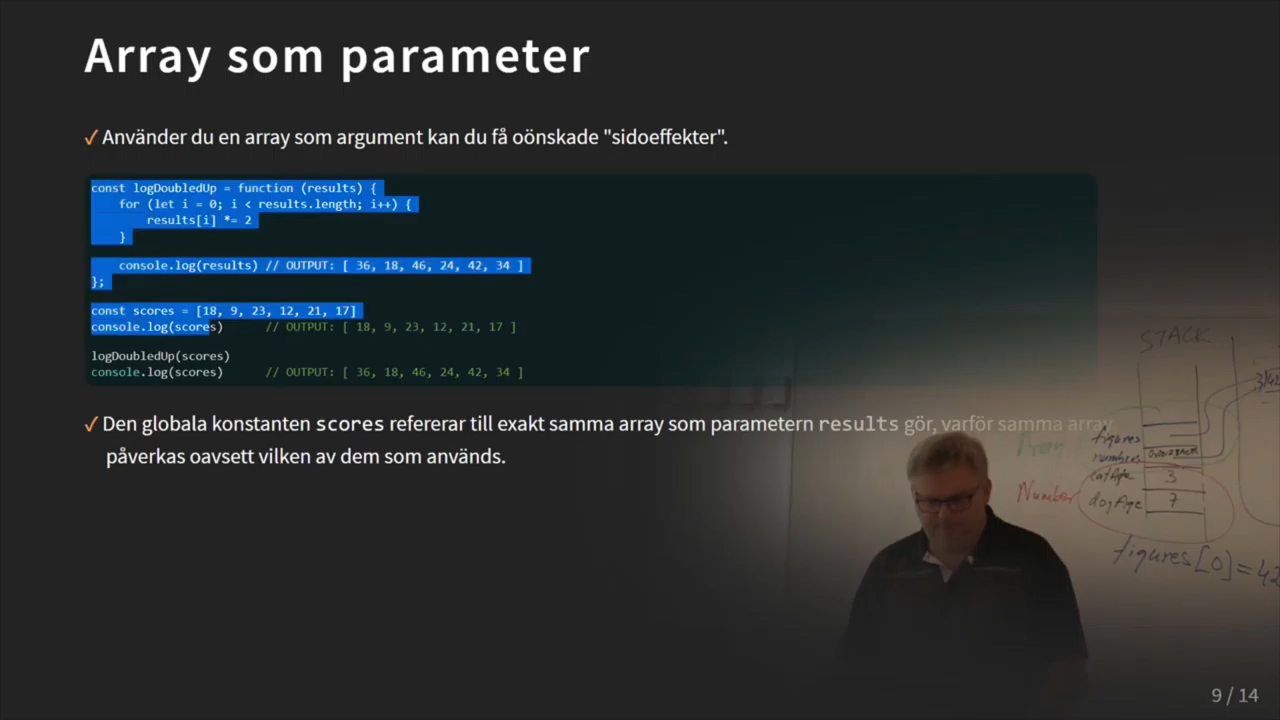 Array som parameter
✓ Använder du en array som argument kan du få oönskade "sidoeffekter".
const logDoubledUp = function (results) {
    for (let i = 0; i < results.length; i++) {
        results[i] *= 2
    }
    console.log(results) // OUTPUT: [ 36, 18, 46, 24, 42, 34 ]
};
const scores = [18, 9, 23, 12, 21, 17]
console.log(scores)      // OUTPUT: [ 18, 9, 23, 12, 21, 17 ]
logDoubledUp(scores)
console.log(scores)      // OUTPUT: [ 36, 18, 46, 24, 42, 34 ]
✓ Den globala konstanten scores refererar till exakt samma array som parametern results gör, varför samma array
påverkas oavsett vilken av dem som används.
STACK
figures
numbers
catAge 3
Number
dogAge 7
figures[0]=42
9 / 14